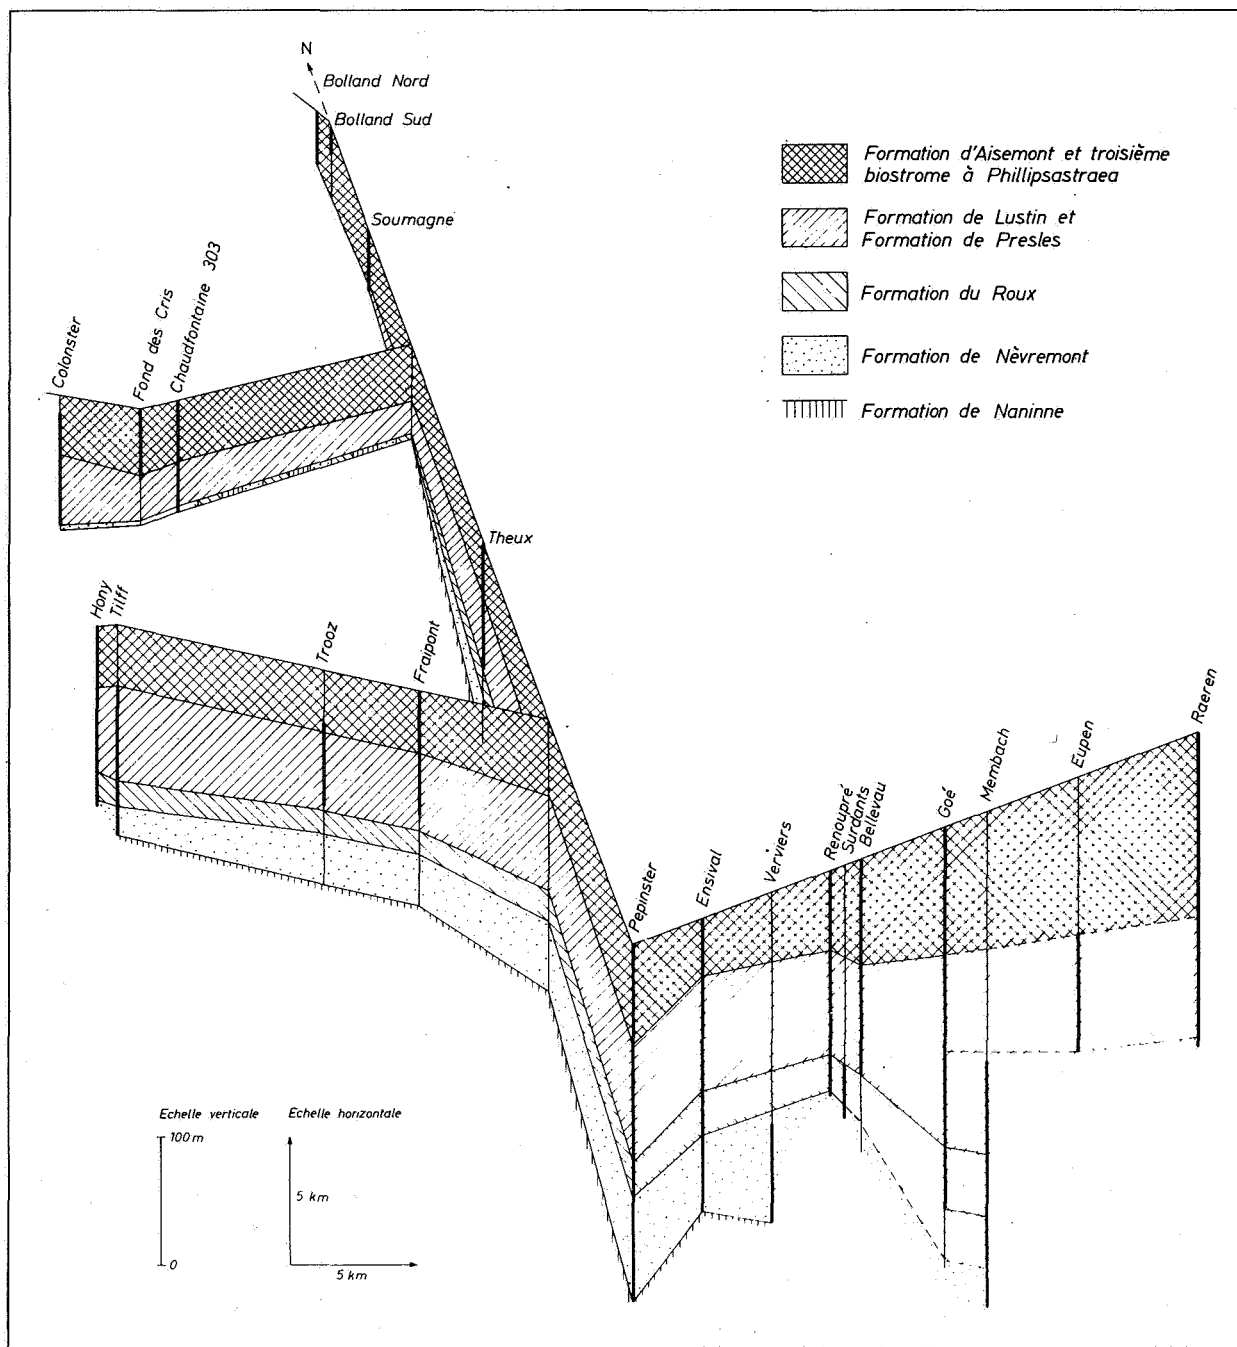 N
Bolland Nord
Bolland Sud
Soumagne
Colonster
Fond des Cris
Chaudfontaine 303
Theux
Hony
Tilff
Trooz
Fraipont
Pepinster
Ensival
Verviers
Renoupré
Surdants
Bellevau
Goé
Membach
Eupen
Raeren
Formation d'Aisemont et troisième
biostrome à Phillipsastraea
Formation de Lustin et
Formation de Presles
Formation du Roux
Formation de Nèvremont
Formation de Naninne
Echelle verticale
100 m
0
Echelle horizontale
5 km
5 km